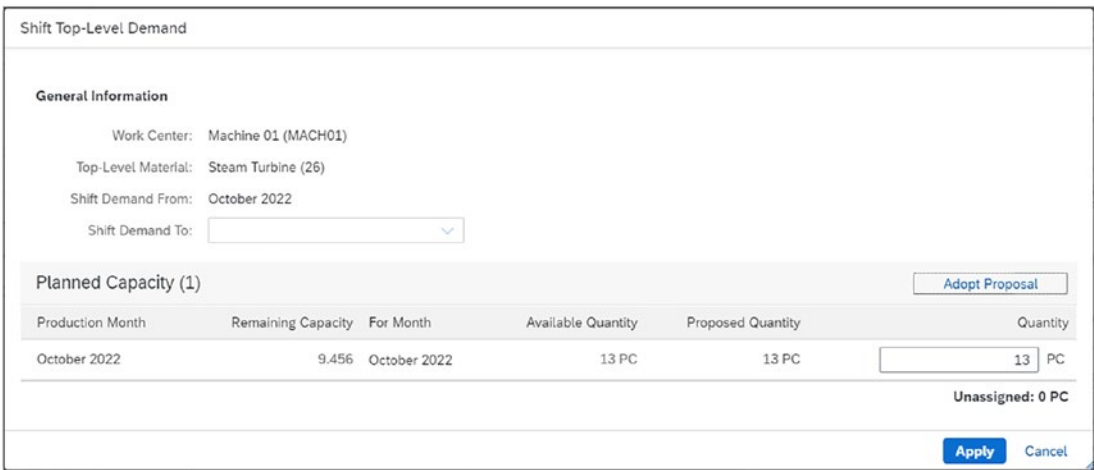 Shift Top-Level Demand
General Information
Work Center: Machine 01 (MACH01)
Top-Level Material: Steam Turbine (26)
Shift Demand From: October 2022
Shift Demand To:
Planned Capacity (1) Adopt Proposal
Production Month Remaining Capacity For Month Available Quantity Proposed Quantity Quantity
October 2022 9.456 October 2022 13 PC 13 PC 13 PC
Unassigned: 0 PC
Apply Cancel